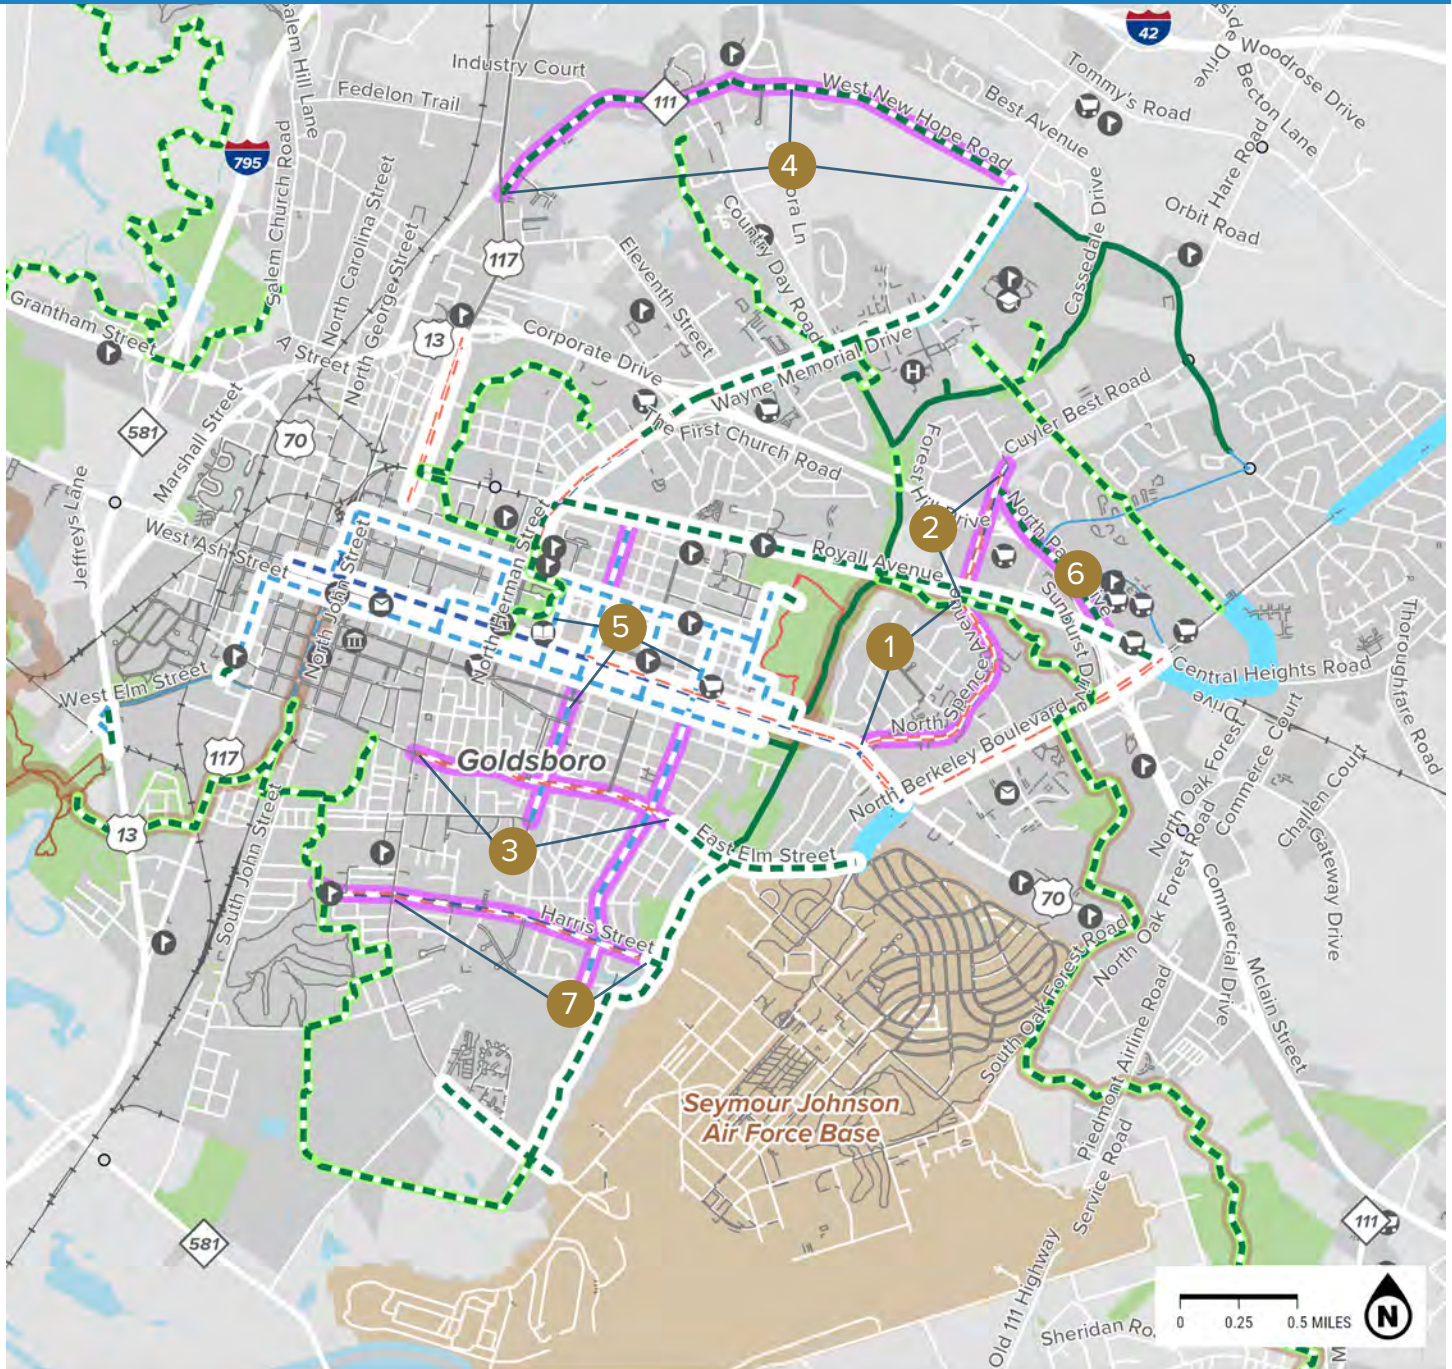 42
Tommy's Road
Woodrose Drive
Becton Lane
Hare Road
Orbit Road
Best Avenue
Cassedale Drive
West New Hope Road
Industry Court
Fedelon Trail
Salem Hill Lane
Salem Church Road
111
795
4
Country Day Road
117
Eleventh Street
Corporate Drive
North Carolina Street
North George Street
Grantham Street
A Street
13
Wayne Memorial Drive
H
The First Church Road
Cuyler Best Road
581
70
Marshall Street
Jeffreys Lane
West Ash Street
North John Street
North Herman Street
Royall Avenue
2
6
Sunburst Drive
5
1
North Spence Avenue
Central Heights Road
Thoroughfare Road
West Elm Street
117
Goldsboro
North Berkeley Boulevard
North Oak Forest Road
Commerce Court
Challen Court
Gateway Drive
13
3
East Elm Street
70
South John Street
Harris Street
7
Commercial Drive
Mclain Street
North Oak Forest Road
South Oak Forest Road
Piedmont Airline Road
Service Road
Seymour Johnson
Air Force Base
581
111
Old 111 Highway
Sheridan Ro
0 0.25 0.5 MILES
N